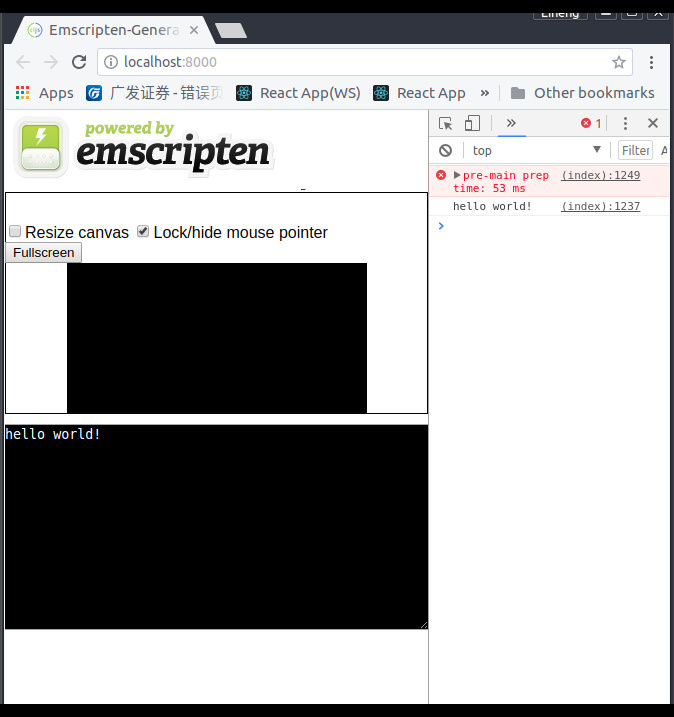 Lifeng
Emscripten-Genera
localhost:8000
Apps 广发证券 - 错误页 React App(WS) React App » Other bookmarks
powered by
emscripten
Resize canvas Lock/hide mouse pointer
Fullscreen
hello world!
» 1
top Filter
pre-main prep time: 53 ms (index):1249
hello world! (index):1237